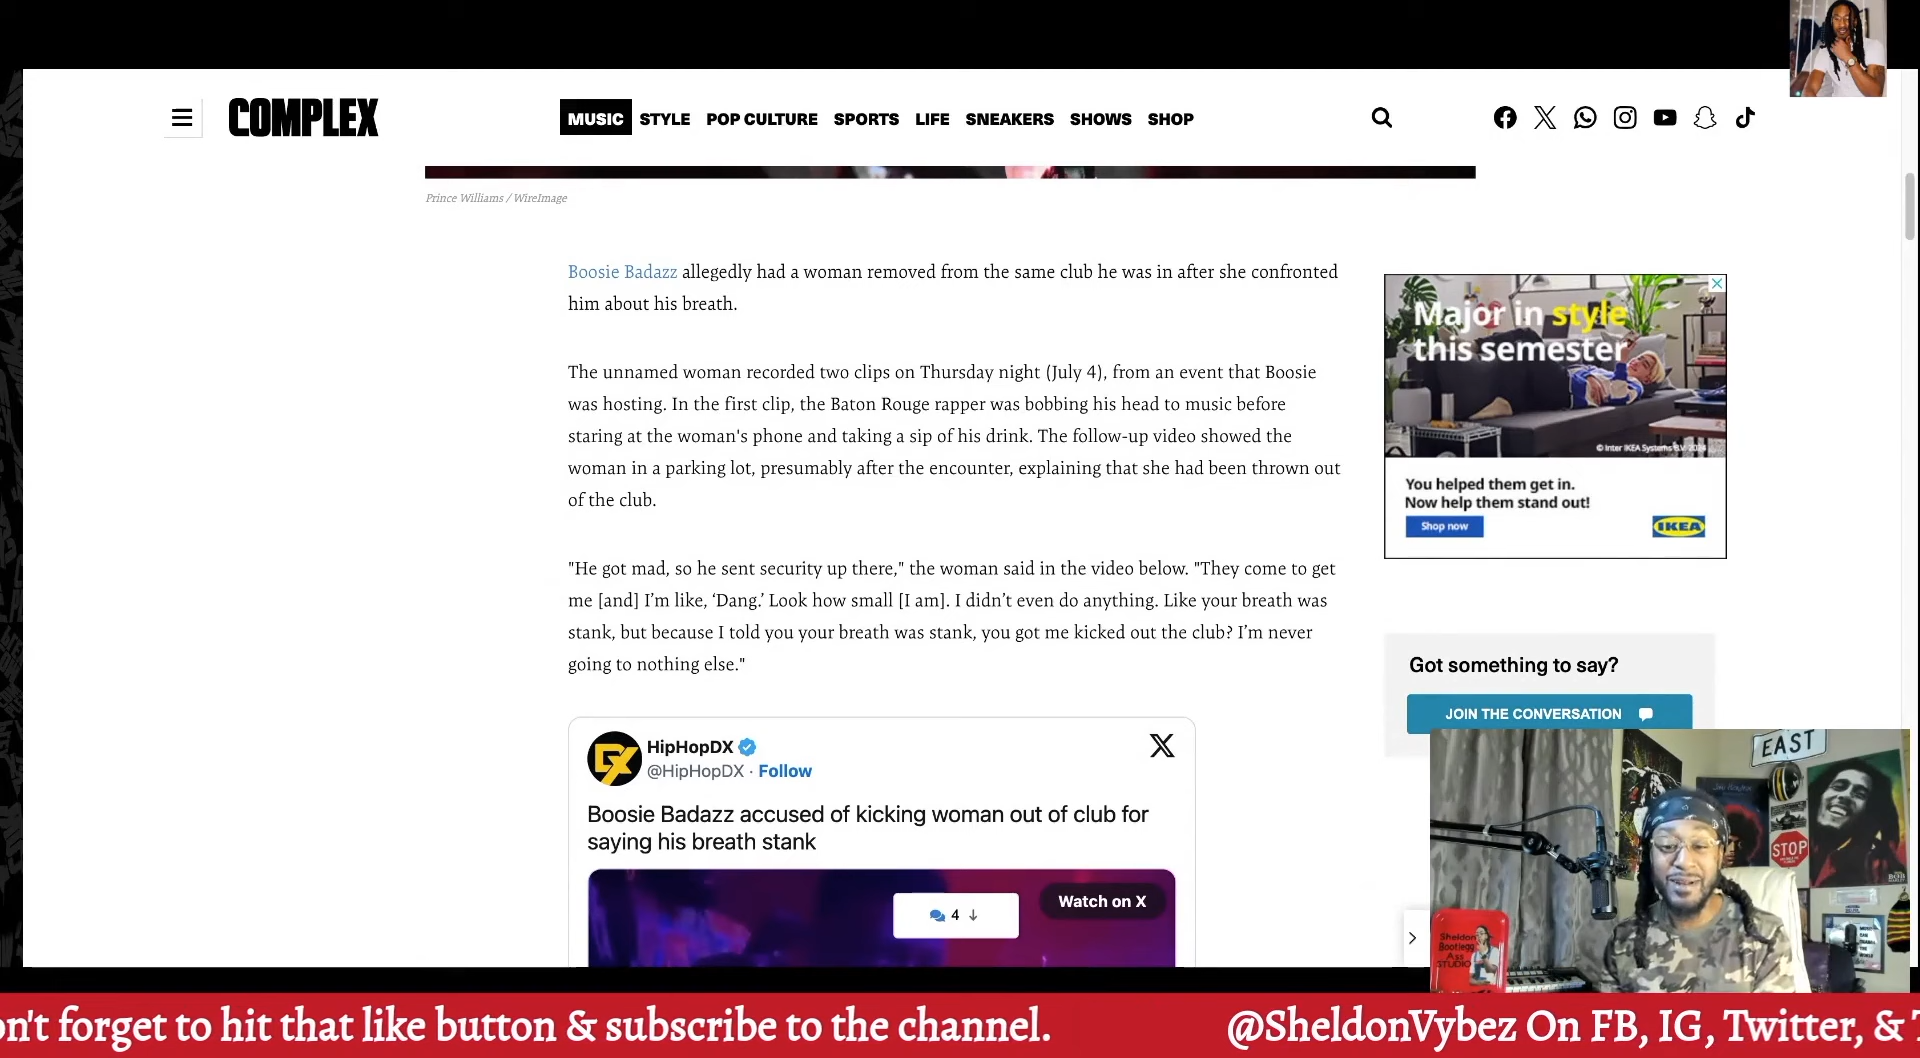 COMPLEX
MUSIC STYLE POP CULTURE SPORTS LIFE SNEAKERS SHOWS SHOP
Prince Williams / WireImage
Boosie Badazz allegedly had a woman removed from the same club he was in after she confronted
him about his breath.
The unnamed woman recorded two clips on Thursday night (July 4), from an event that Boosie
was hosting. In the first clip, the Baton Rouge rapper was bobbing his head to music before
staring at the woman's phone and taking a sip of his drink. The follow-up video showed the
woman in a parking lot, presumably after the encounter, explaining that she had been thrown out
of the club.
"He got mad, so he sent security up there," the woman said in the video below. "They come to get
me [and] I’m like, ‘Dang.’ Look how small [I am]. I didn’t even do anything. Like your breath was
stank, but because I told you your breath was stank, you got me kicked out the club? I’m never
going to nothing else."
HipHopDX
@HipHopDX · Follow
Boosie Badazz accused of kicking woman out of club for
saying his breath stank
Watch on X
4
Major in style
this semester
© Inter IKEA Systems B.V. 2024
You helped them get in.
Now help them stand out!
Shop now
IKEA
Got something to say?
JOIN THE CONVERSATION
EAST
STOP
Sheldon
Bootlegg
Ass
STUDIO
on't forget to hit that like button & subscribe to the channel.
@SheldonVybez On FB, IG, Twitter, & T